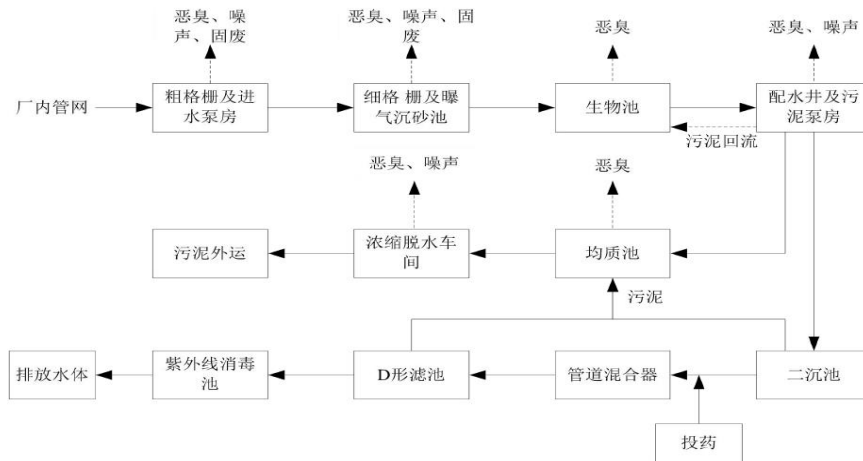 恶臭、噪
声、固废
恶臭、噪声、固
废
恶臭
恶臭、噪声
厂内管网
粗格栅及进
水泵房
细格 栅及曝
气沉砂池
生物池
配水井及污
泥泵房
污泥回流
恶臭、噪声
恶臭
污泥外运
浓缩脱水车
间
均质池
污泥
排放水体
紫外线消毒
池
D形滤池
管道混合器
二沉池
投药